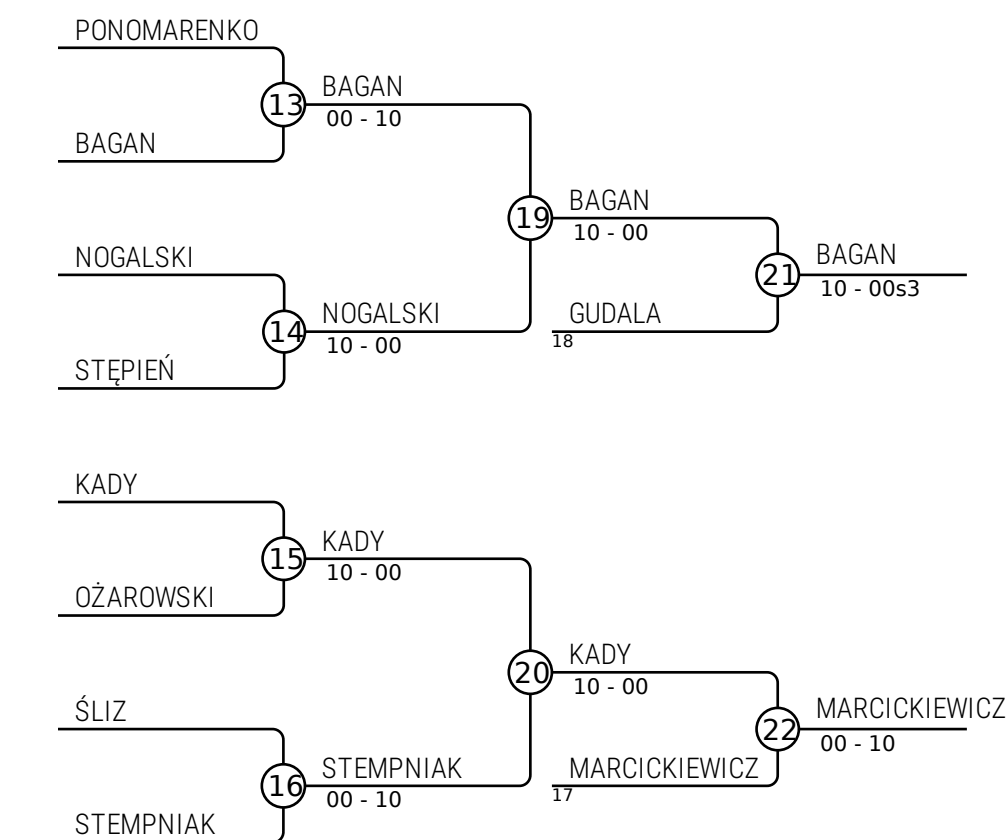 PONOMARENKO
13
BAGAN
00 - 10
BAGAN
19
BAGAN
10 - 00
NOGALSKI
21
BAGAN
10 - 00s3
14
NOGALSKI
10 - 00
GUDALA
18
STĘPIEŃ
KADY
15
KADY
10 - 00
OŻAROWSKI
20
KADY
10 - 00
ŚLIZ
22
MARCICKIEWICZ
00 - 10
16
STEMPNIAK
00 - 10
MARCICKIEWICZ
17
STEMPNIAK